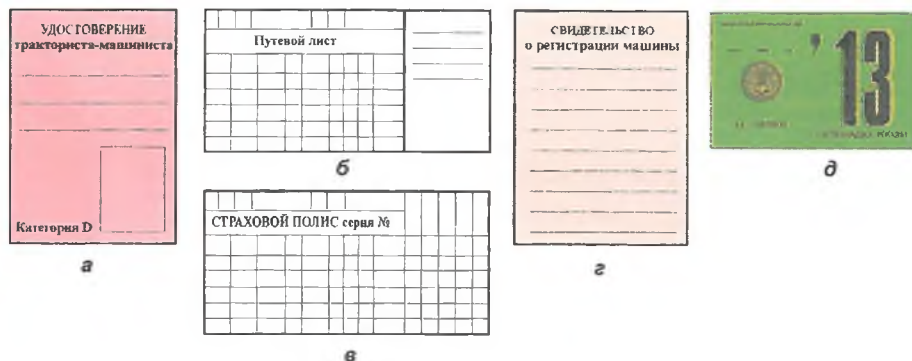 УДОСТОВЕРЕНИЕ
тракториста-машиниста
Категория D
а
Путевой лист
б
СТРАХОВОЙ ПОЛИС серия №
в
СВИДЕТЕЛЬСТВО
о регистрации машины
г
'13
д